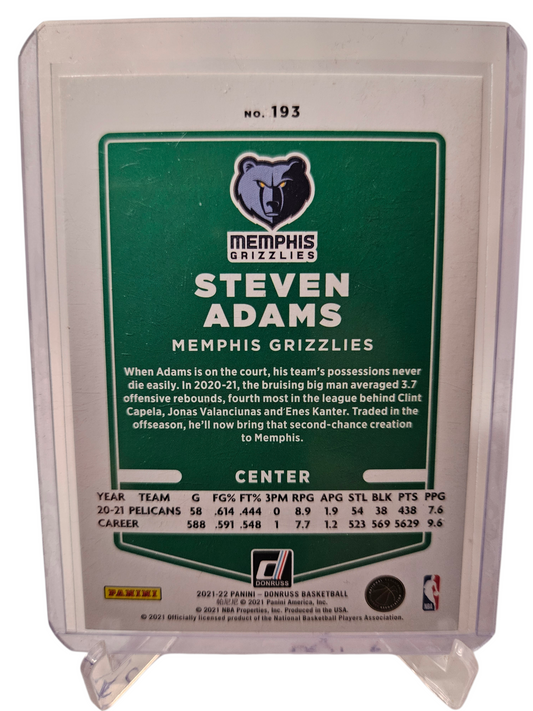 NO. 193
MEMPHIS
GRIZZLIES
STEVEN
ADAMS
MEMPHIS GRIZZLIES
When Adams is on the court, his team's possessions never
die easily. In 2020-21, the bruising big man averaged 3.7
offensive rebounds, fourth most in the league behind Clint
Capela, Jonas Valanciunas and Enes Kanter. Traded in the
offseason, he'll now bring that second-chance creation
to Memphis.
CENTER
YEAR TEAM G FG% FT% 3PM RPG APG STL BLK PTS PPG
20-21 PELICANS 58 .614 .444 0 8.9 1.9 54 38 438 7.6
CAREER 588 .591 .548 1 7.7 1.2 523 569 5629 9.6
DONRUSS
PANINI
2021-22 PANINI – DONRUSS BASKETBALL
帕尼尼 © 2021 Panini America, Inc.
© 2021 NBA Properties, Inc. Produced in the USA.
© 2021 Officially licensed product of the National Basketball Players Association.
NBA